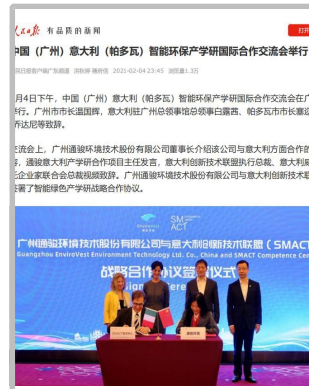 人民日报 有品质的新闻
打开
中国（广州）意大利（帕多瓦）智能环保产学研国际合作交流会举行
2021-02-04 23:45 浏览量1.3万
月4日下午，中国（广州）意大利（帕多瓦）智能环保产学研国际合作交流会在广
举行。广州市市长温国辉，意大利驻广州总领事馆总领事白露茜、帕多瓦市市长塞
乔达尼等致辞。
交流会上，广州通骏环境技术股份有限公司董事长介绍该公司与意大利方面合作的
，通骏意大利产学研合作项目主任发言，意大利创新技术联盟执行总裁、意大利
企业家联合会总裁视频致辞。广州通骏环境技术股份有限公司与意大利创新技术联
签署了智能绿色产学研战略合作协议。
EnviroVest
SM
ACT
广州通骏环境技术股份有限公司与意大利创新技术联盟（SMACT
Guangzhou EnviroVest Environment Technology Ltd. Co., China and SMACT Competence Cen
战略合作协议签约仪式